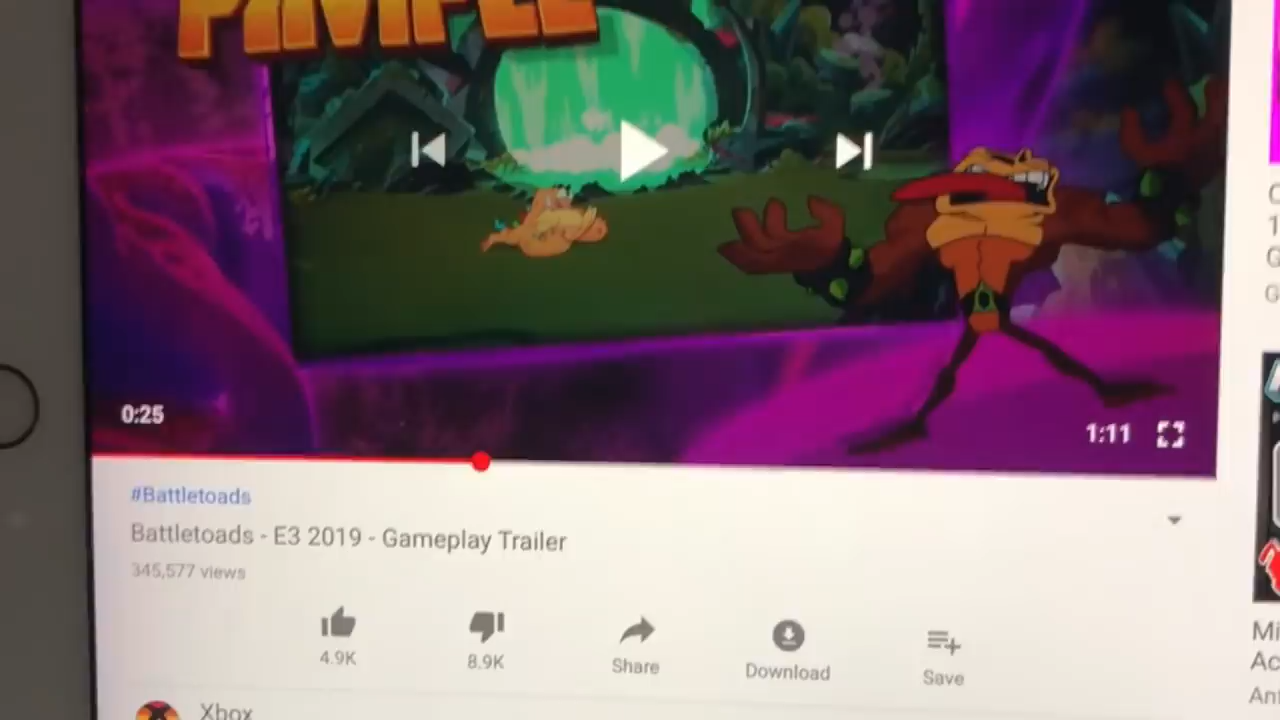 PIMPLE
0:25
1:11
#Battletoads
Battletoads - E3 2019 - Gameplay Trailer
345,577 views
4.9K
8.9K
Share
Download
Save
Xbox